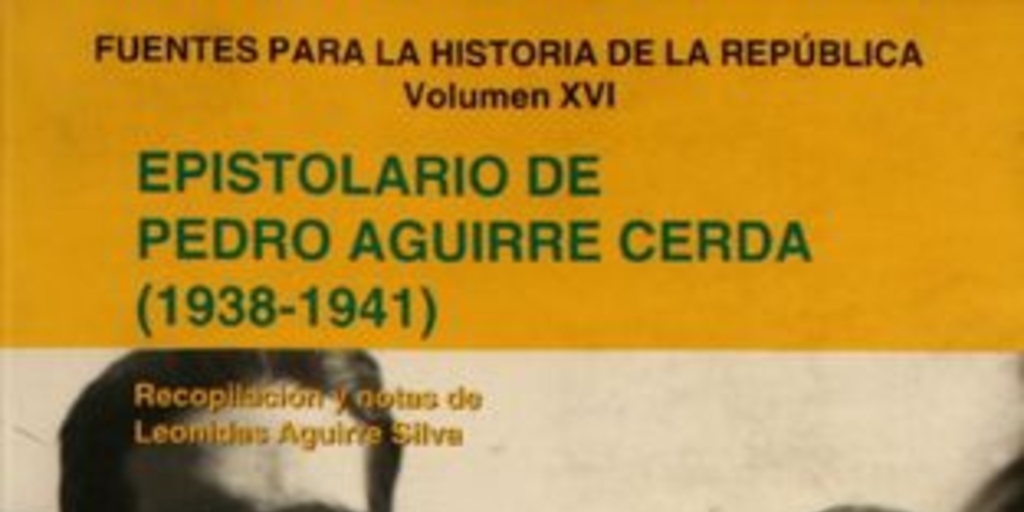 FUENTES PARA LA HISTORIA DE LA REPÚBLICA
Volumen XVI
EPISTOLARIO DE
PEDRO AGUIRRE CERDA
(1938-1941)
Recopilación y notas de
Leonidas Aguirre Silva